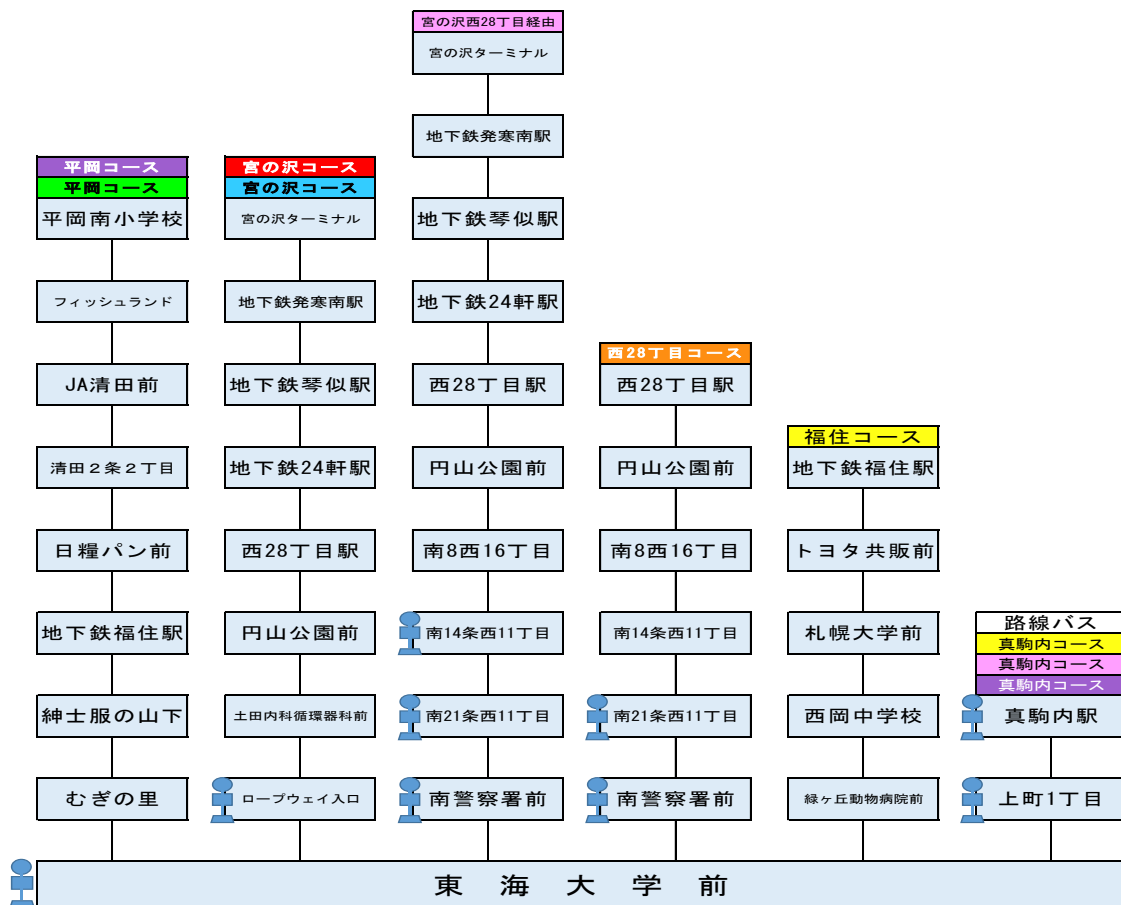 宮の沢西28丁目経由
宮の沢ターミナル
地下鉄発寒南駅
地下鉄琴似駅
地下鉄24軒駅
西28丁目駅
円山公園前
南8西16丁目
南14条西11丁目
南21条西11丁目
南警察署前
平岡コース
平岡コース
平岡南小学校
フィッシュランド
JA清田前
清田２条２丁目
日糧パン前
地下鉄福住駅
紳士服の山下
むぎの里
宮の沢コース
宮の沢コース
宮の沢ターミナル
地下鉄発寒南駅
地下鉄琴似駅
地下鉄24軒駅
西28丁目駅
円山公園前
土田内科循環器科前
ロープウェイ入口
西28丁目コース
西28丁目駅
円山公園前
南8西16丁目
南14条西11丁目
南21条西11丁目
南警察署前
福住コース
地下鉄福住駅
トヨタ共販前
札幌大学前
西岡中学校
緑ヶ丘動物病院前
路線バス
真駒内コース
真駒内コース
真駒内コース
真駒内駅
上町1丁目
東海大学前